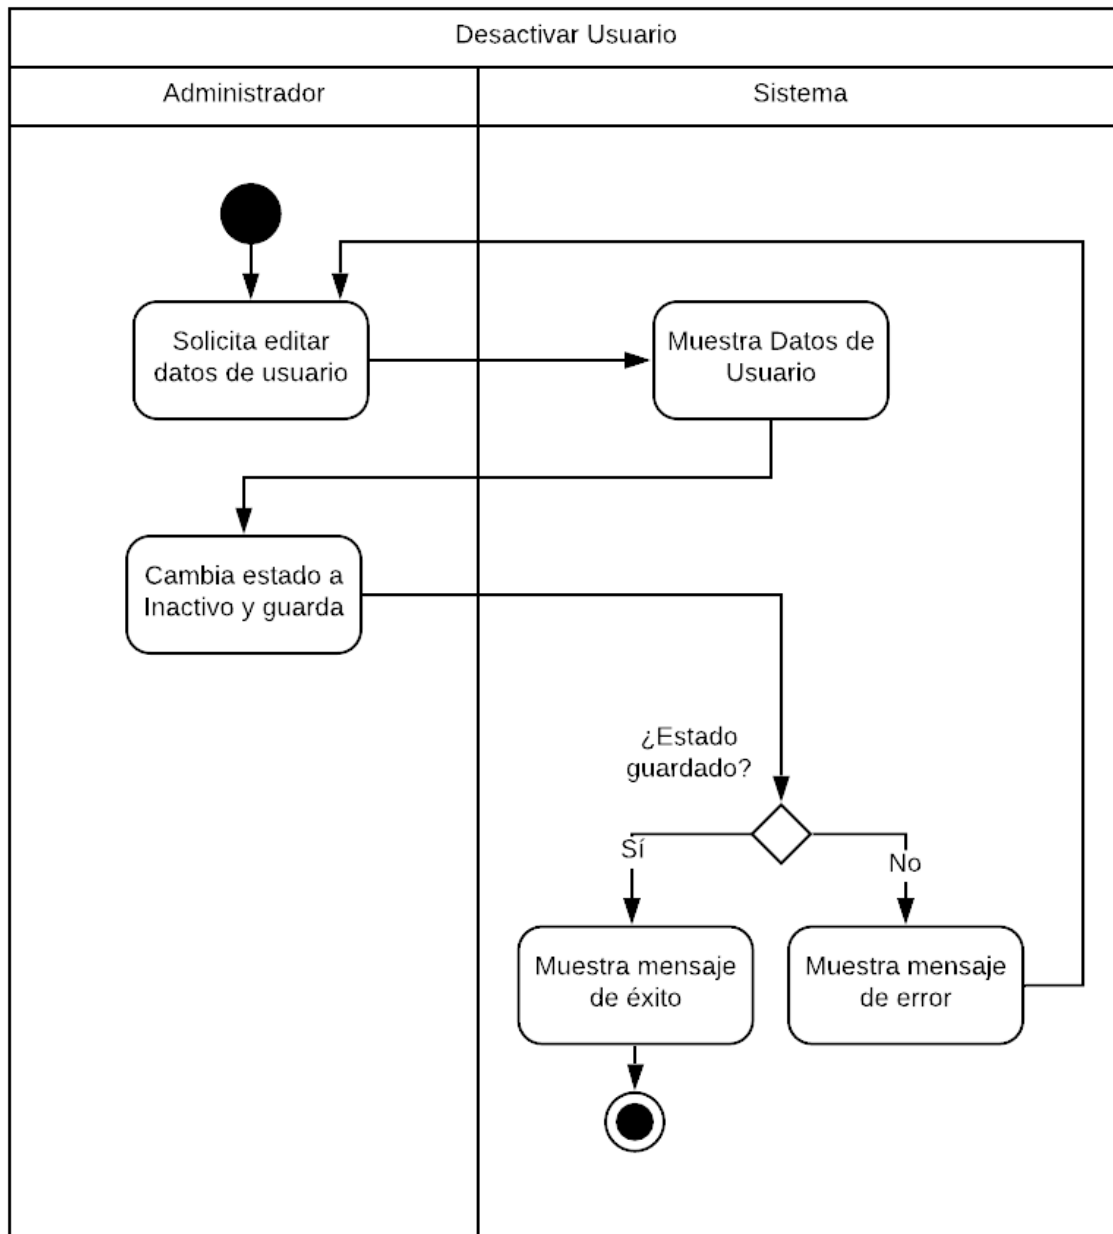 Desactivar Usuario
Administrador
Sistema
Solicita editar
datos de usuario
Muestra Datos de
Usuario
Cambia estado a
Inactivo y guarda
¿Estado
guardado?
Sí
No
Muestra mensaje
de éxito
Muestra mensaje
de error